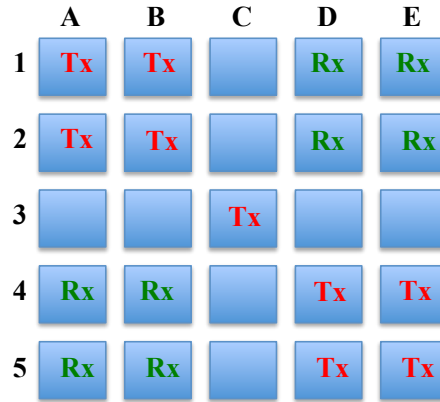 A B C D E
1 Tx Tx Rx Rx
2 Tx Tx Rx Rx
3 Tx
4 Rx Rx Tx Tx
5 Rx Rx Tx Tx